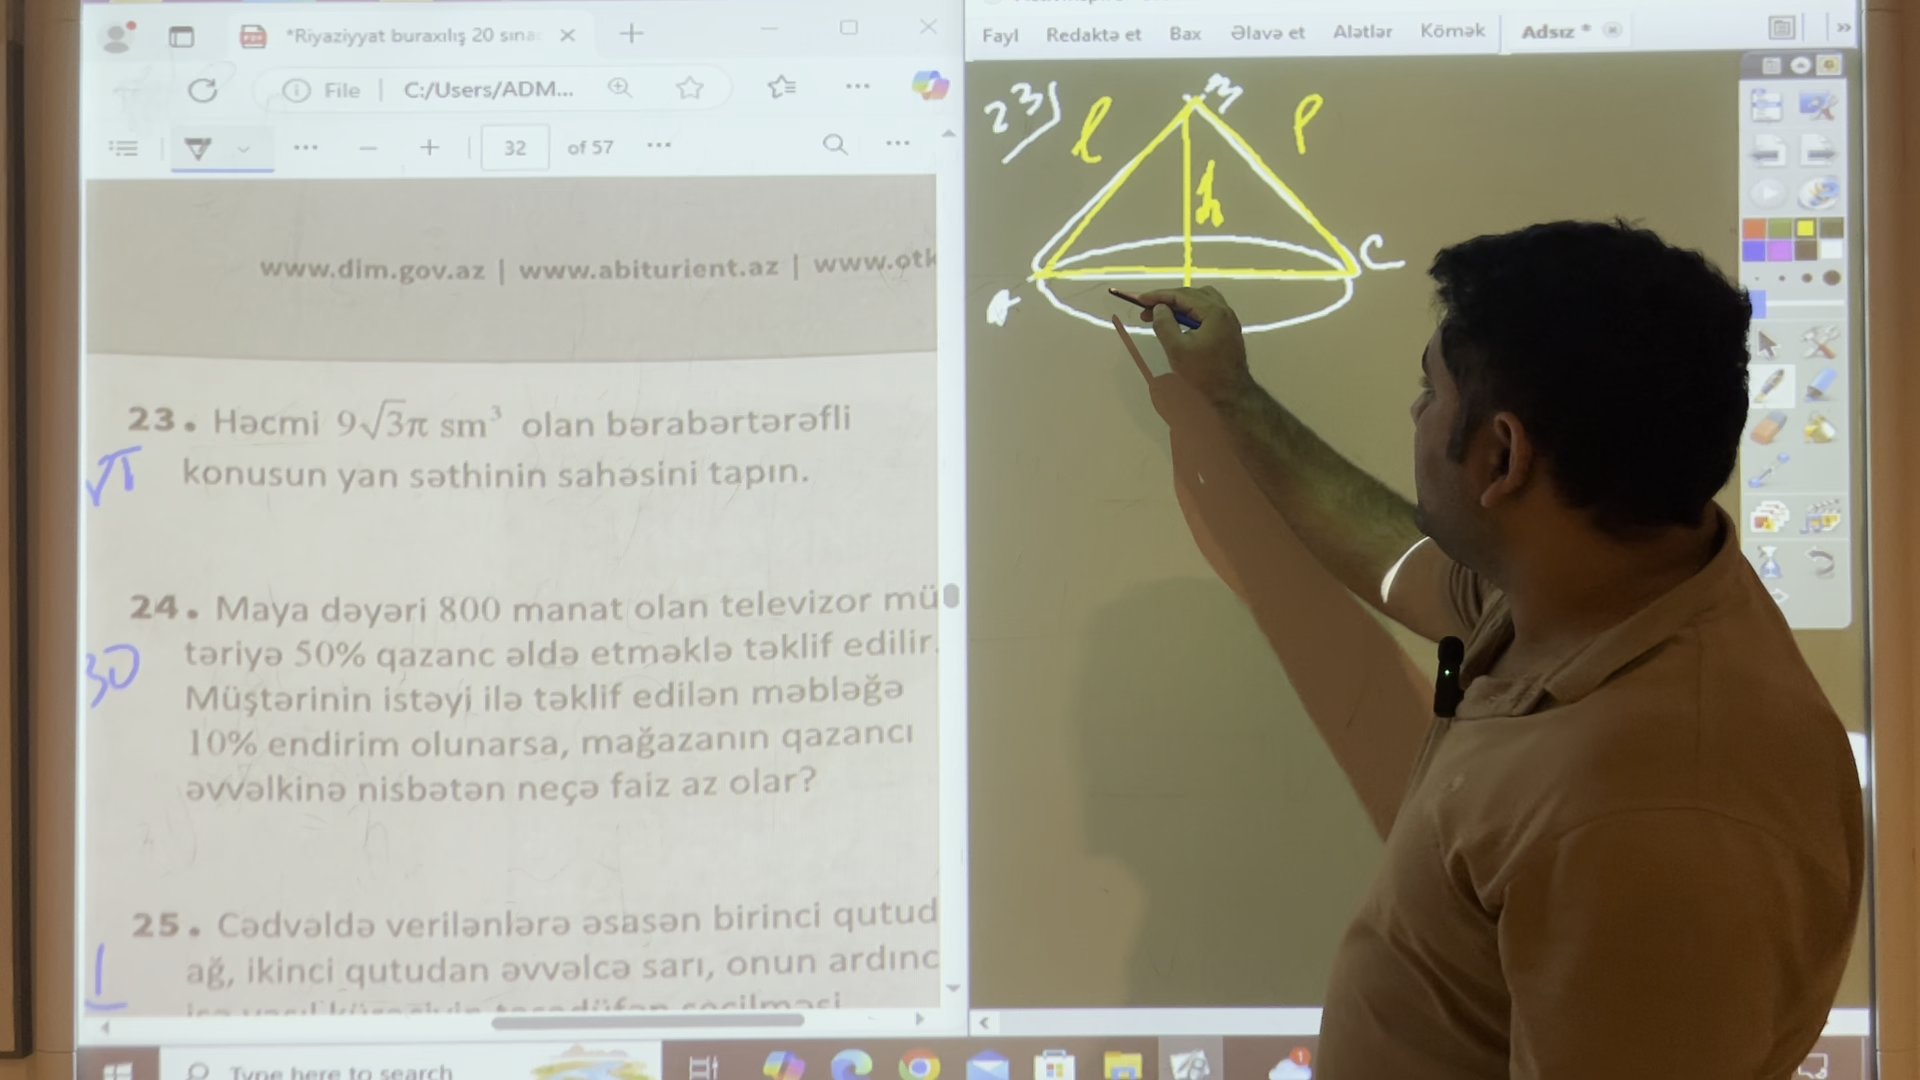 *Riyaziyyat buraxılış 20 sına
File | C:/Users/ADM...
32 of 57
www.dim.gov.az | www.abiturient.az | www.otk
23. Həcmi 9√3π sm³ olan bərabərtərəfli
konusun yan səthinin sahəsini tapın.
24. Maya dəyəri 800 manat olan televizor mü
təriyə 50% qazanc əldə etməklə təklif edilir.
30
Müştərinin istəyi ilə təklif edilən məbləğə
10% endirim olunarsa, mağazanın qazancı
əvvəlkinə nisbətən neçə faiz az olar?
25. Cədvəldə verilənlərə əsasən birinci qutud
ağ, ikinci qutudan əvvəlcə sarı, onun ardınc
Type here to search
Fayl Redaktə et Bax Əlavə et Alətlər Kömək Adsız *
23)
B
l l
h
C